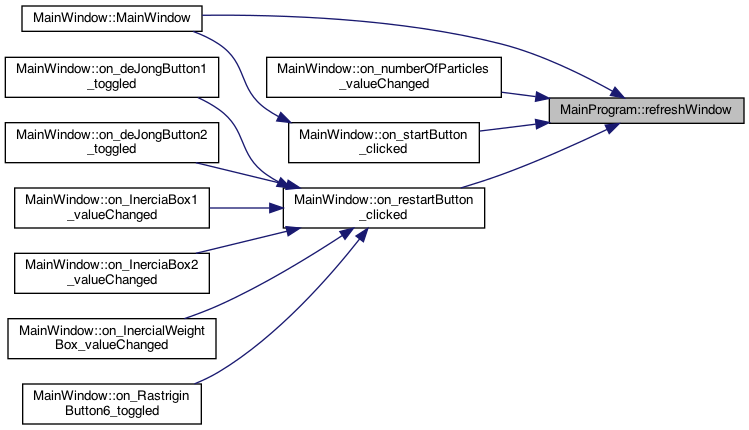 MainWindow::MainWindow
MainWindow::on_deJongButton1
_toggled
MainWindow::on_numberOfParticles
_valueChanged
MainProgram::refreshWindow
MainWindow::on_deJongButton2
_toggled
MainWindow::on_startButton
_clicked
MainWindow::on_InerciaBox1
_valueChanged
MainWindow::on_restartButton
_clicked
MainWindow::on_InerciaBox2
_valueChanged
MainWindow::on_InercialWeight
Box_valueChanged
MainWindow::on_Rastrigin
Button6_toggled